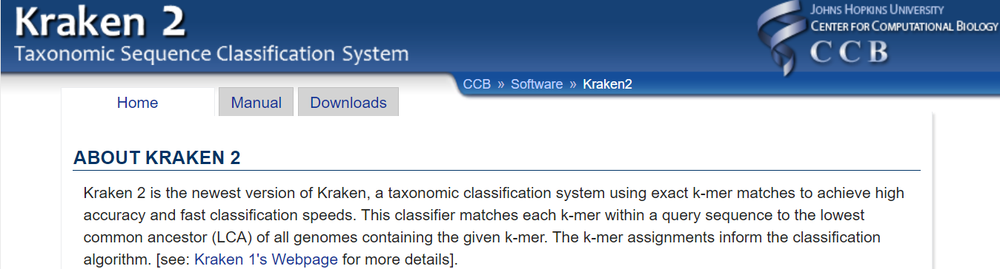 Kraken 2
Taxonomic Sequence Classification System
JOHNS HOPKINS UNIVERSITY
CENTER FOR COMPUTATIONAL BIOLOGY
CCB
CCB » Software » Kraken2
Home Manual Downloads
ABOUT KRAKEN 2
Kraken 2 is the newest version of Kraken, a taxonomic classification system using exact k-mer matches to achieve high
accuracy and fast classification speeds. This classifier matches each k-mer within a query sequence to the lowest
common ancestor (LCA) of all genomes containing the given k-mer. The k-mer assignments inform the classification
algorithm. [see: Kraken 1's Webpage for more details].